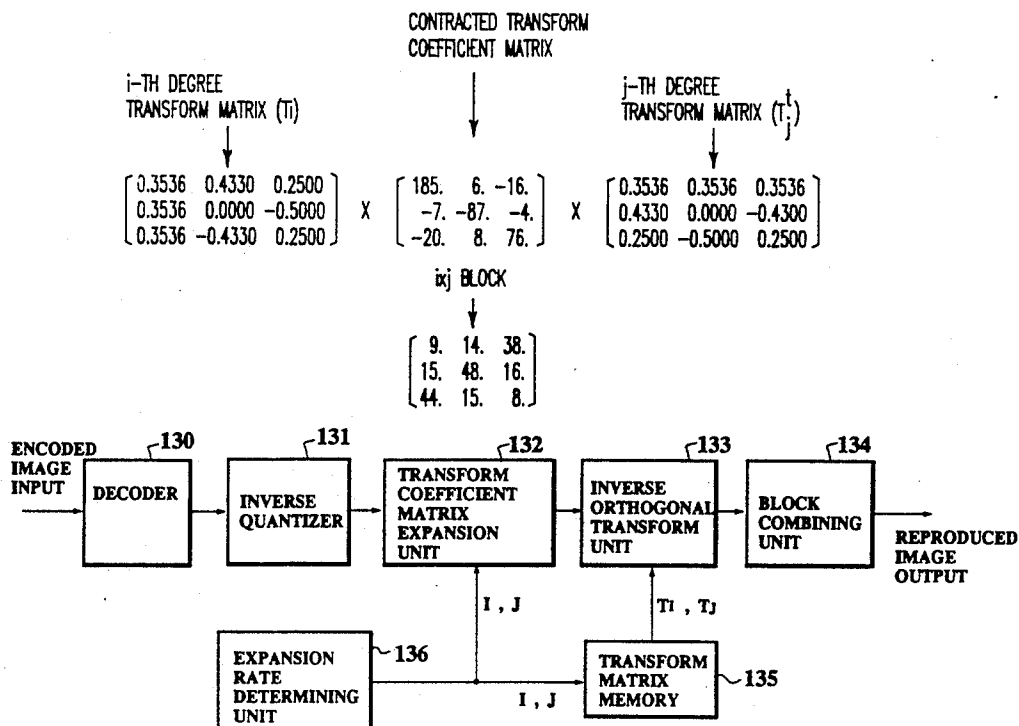 CONTRACTED TRANSFORM
COEFFICIENT MATRIX
i-TH DEGREE
TRANSFORM MATRIX (Ti)
j-TH DEGREE
TRANSFORM MATRIX (T t j)
0.3536 0.4330 0.2500
0.3536 0.0000 -0.5000
0.3536 -0.4330 0.2500
X
185. 6. -16.
-7. -87. -4.
-20. 8. 76.
X
0.3536 0.3536 0.3536
0.4330 0.0000 -0.4300
0.2500 -0.5000 0.2500
ixj BLOCK
9. 14. 38.
15. 48. 16.
44. 15. 8.
ENCODED
IMAGE
INPUT
130
DECODER
131
INVERSE
QUANTIZER
132
TRANSFORM
COEFFICIENT
MATRIX
EXPANSION
UNIT
133
INVERSE
ORTHOGONAL
TRANSFORM
UNIT
134
BLOCK
COMBINING
UNIT
REPRODUCED
IMAGE
OUTPUT
I , J
TI , TJ
136
EXPANSION
RATE
DETERMINING
UNIT
I , J
TRANSFORM
MATRIX
MEMORY
135